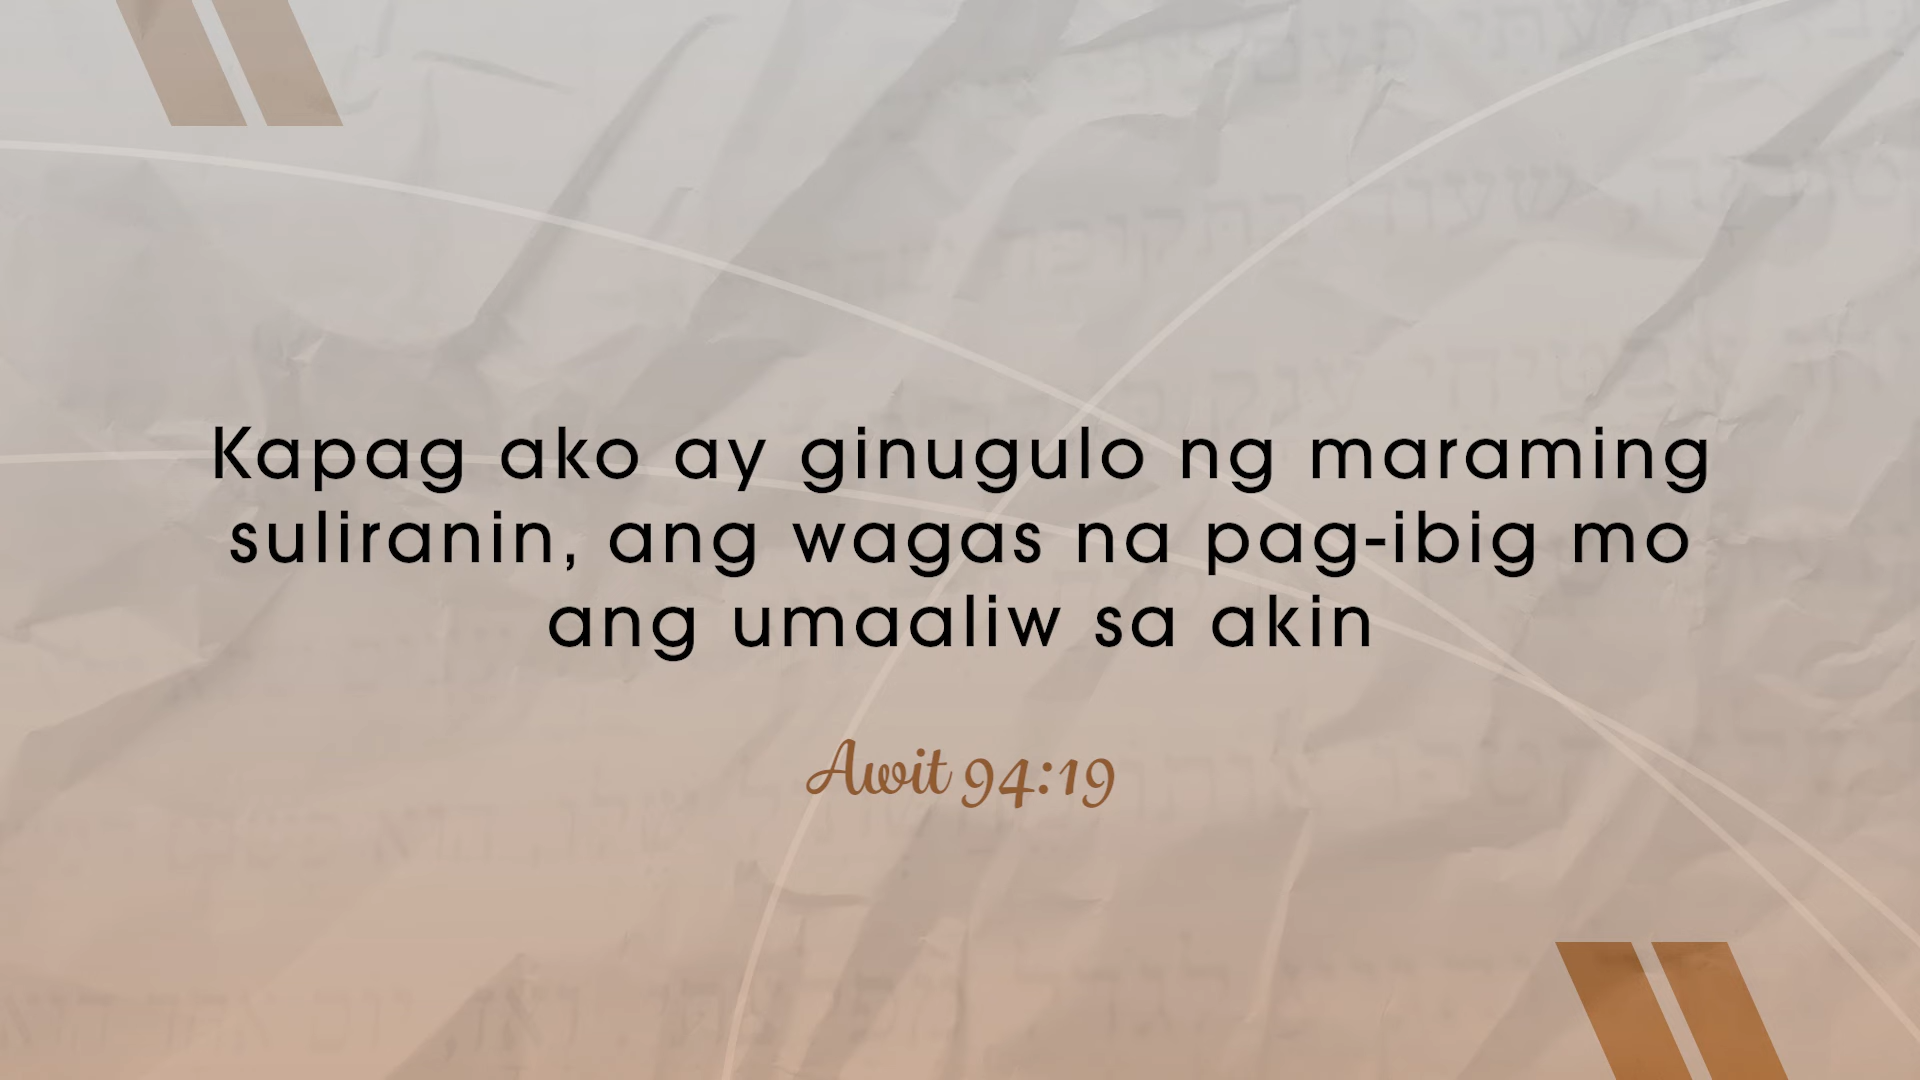 Kapag ako ay ginugulo ng maraming
suliranin, ang wagas na pag-ibig mo
ang umaaliw sa akin
Awit 94:19